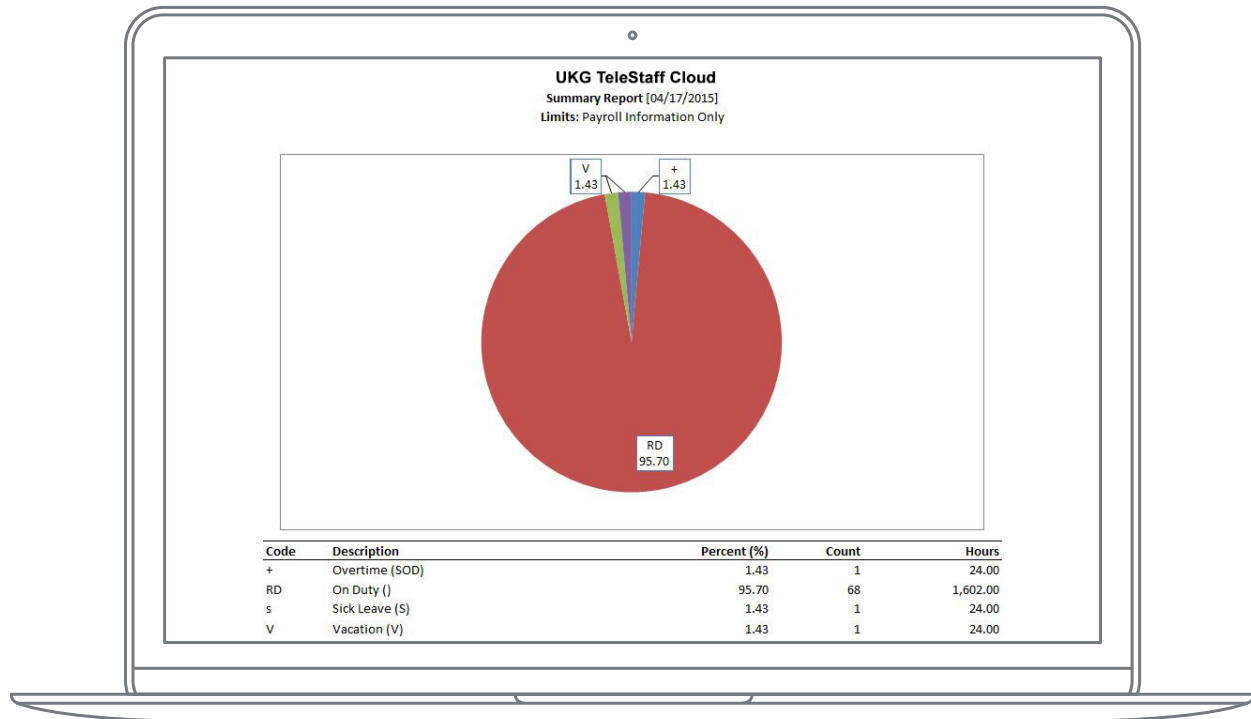 UKG TeleStaff Cloud
Summary Report [04/17/2015]
Limits: Payroll Information Only
V
1.43
+
1.43
RD
95.70
Code Description Percent (%) Count Hours
+ Overtime (SOD) 1.43 1 24.00
RD On Duty () 95.70 68 1,602.00
s Sick Leave (S) 1.43 1 24.00
V Vacation (V) 1.43 1 24.00